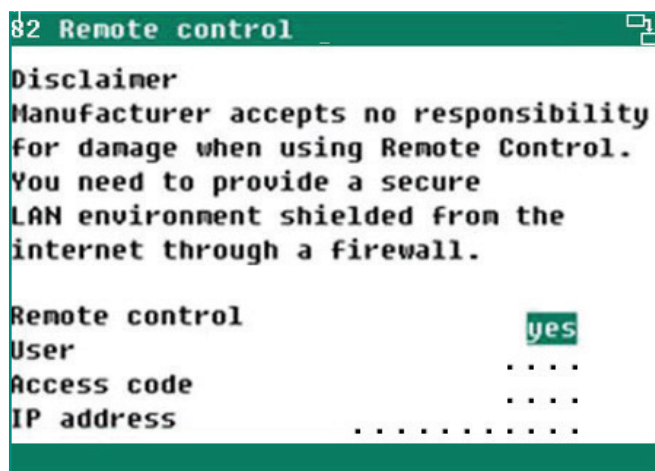 82 Remote control _
Disclaimer
Manufacturer accepts no responsibility
for damage when using Remote Control.
You need to provide a secure
LAN environment shielded from the
internet through a firewall.
Remote control yes
User ....
Access code ....
IP address ...........